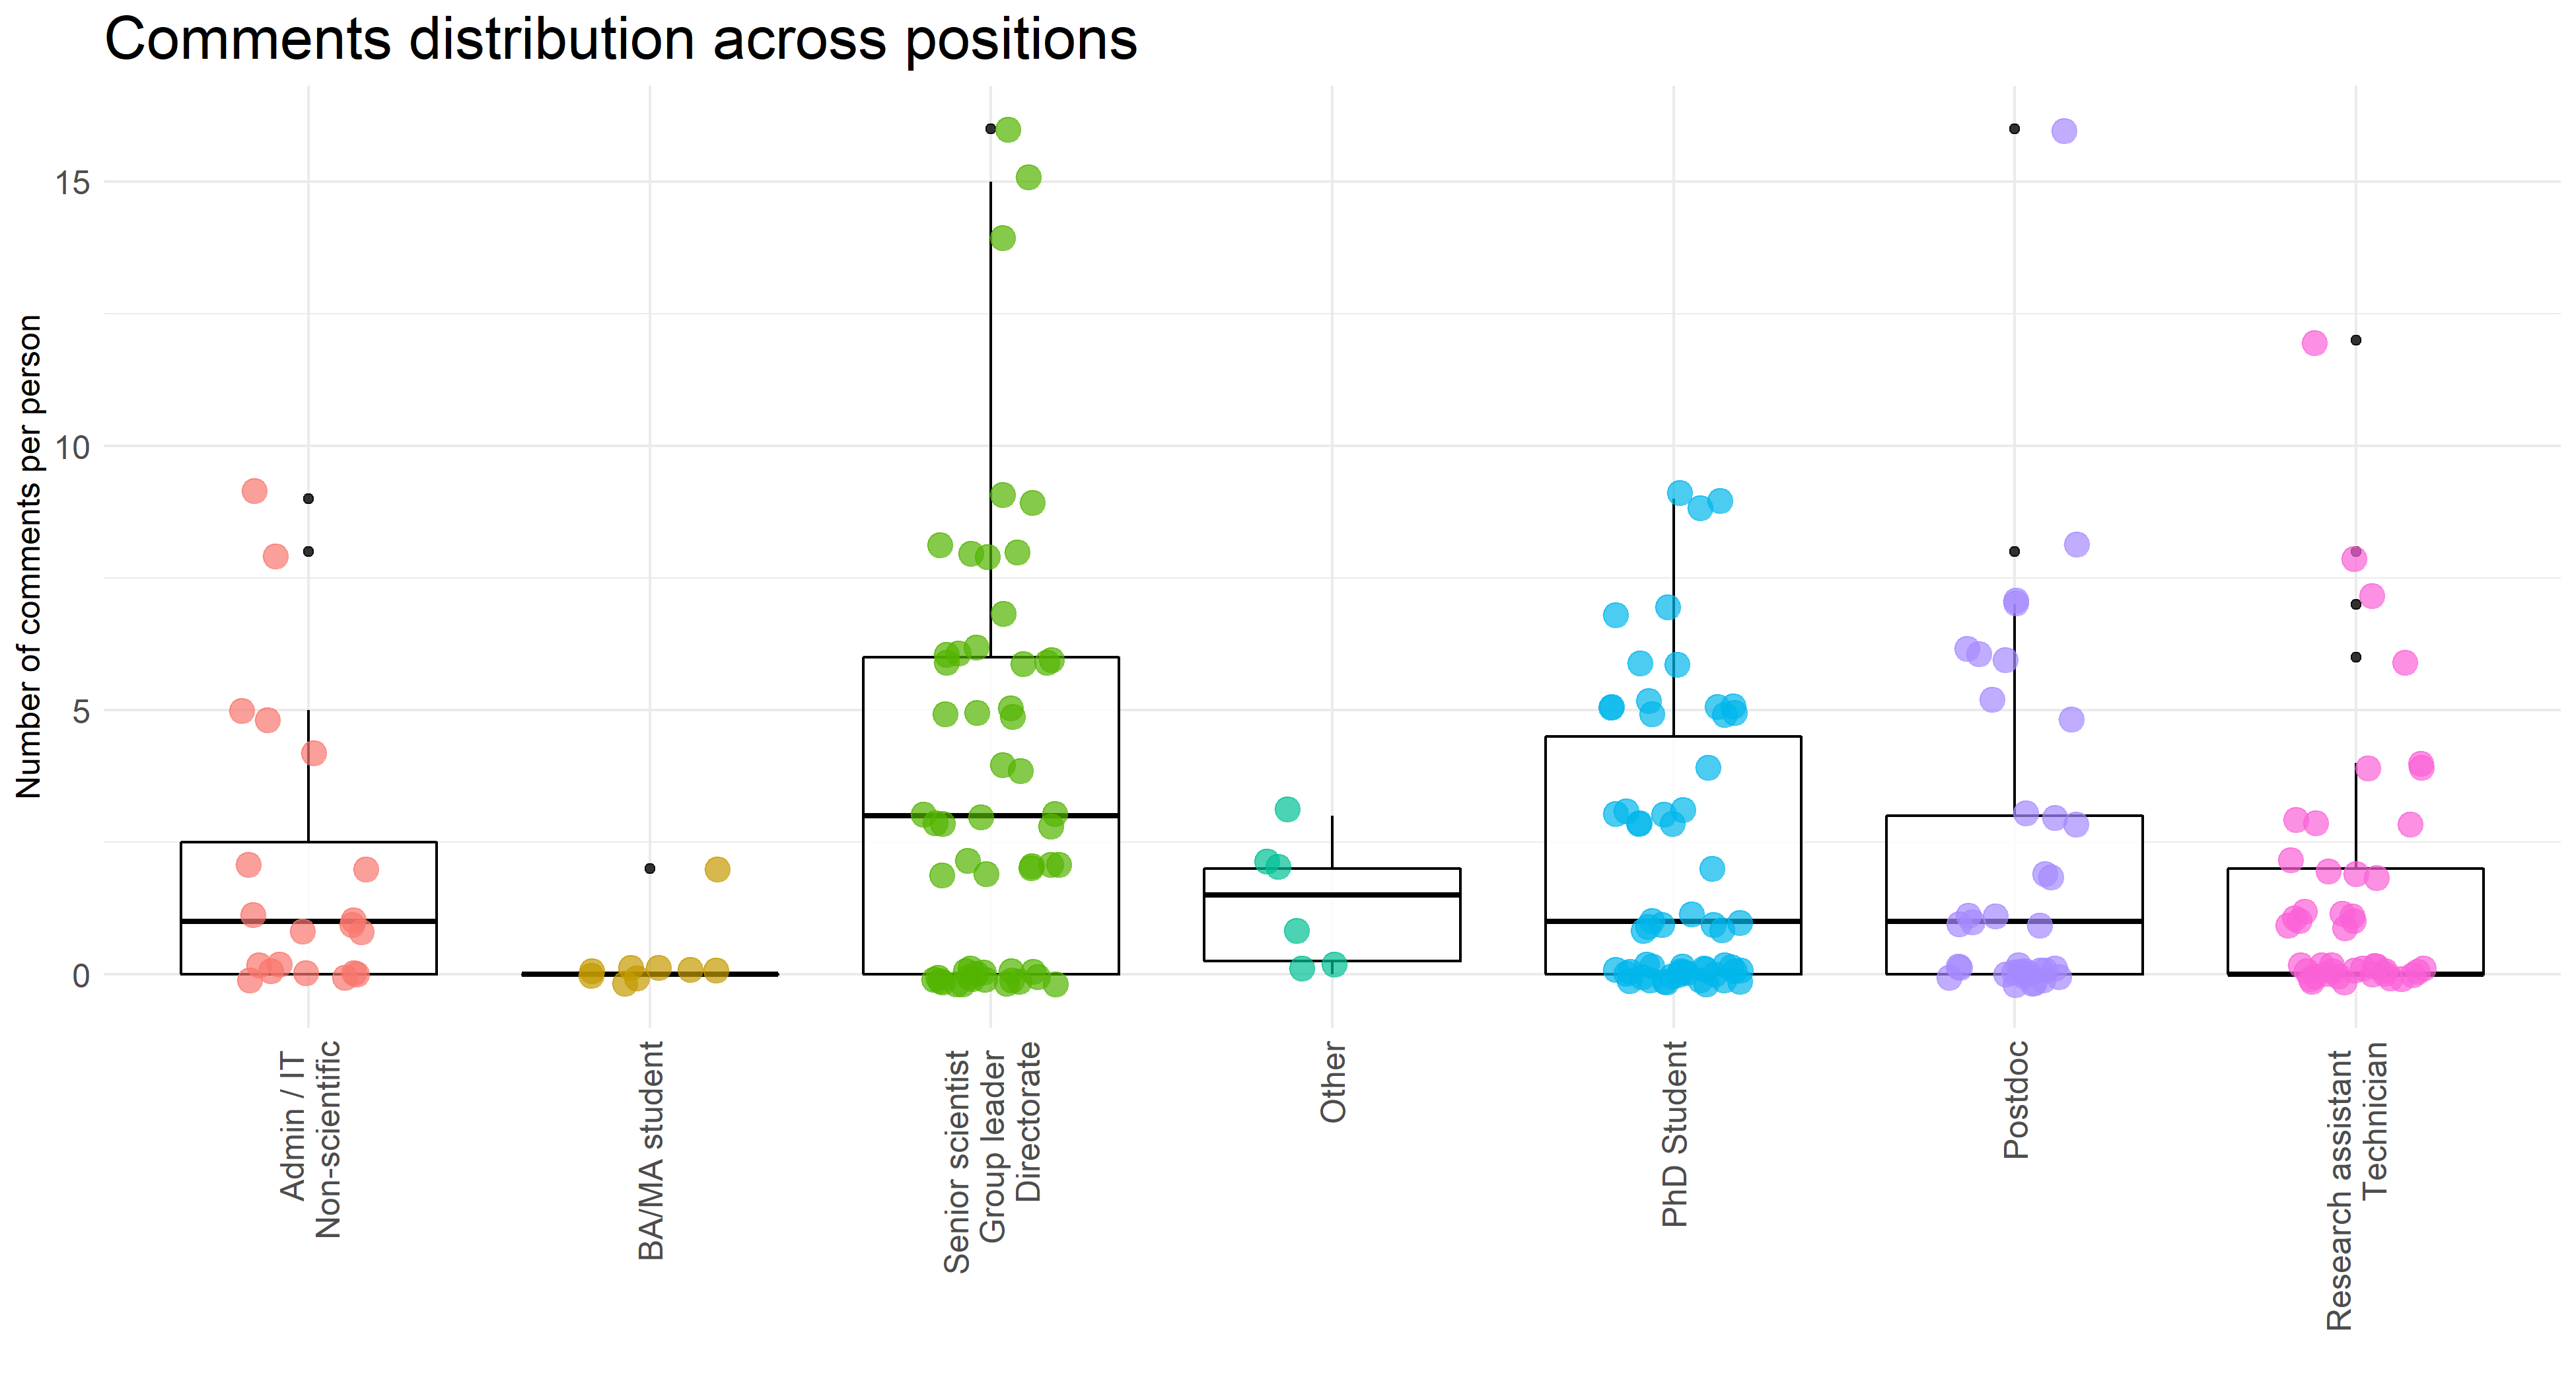 Comments distribution across positions
Number of comments per person
15
10
5
0
Admin / IT
Non-scientific
BA/MA student
Senior scientist
Group leader
Directorate
Other
PhD Student
Postdoc
Research assistant
Technician